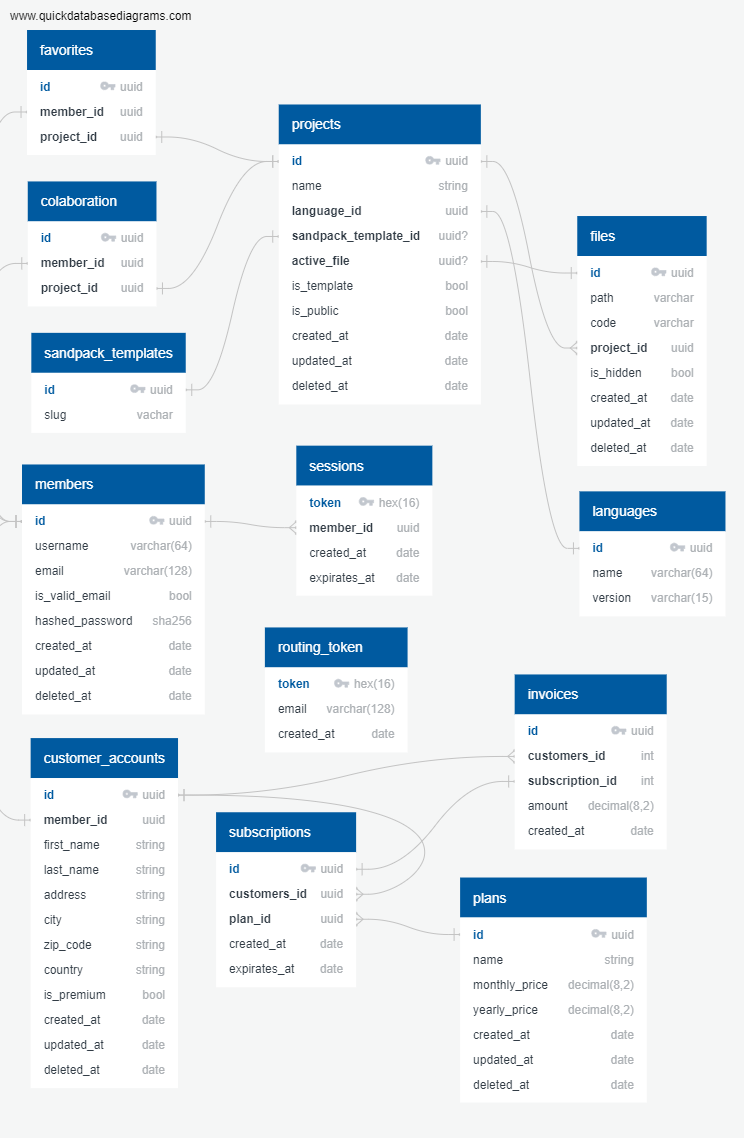 www.quickdatabasediagrams.com
favorites
id uuid
member_id uuid
project_id uuid
colaboration
id uuid
member_id uuid
project_id uuid
sandpack_templates
id uuid
slug vachar
projects
id uuid
name string
language_id uuid
sandpack_template_id uuid?
active_file uuid?
is_template bool
is_public bool
created_at date
updated_at date
deleted_at date
files
id uuid
path varchar
code varchar
project_id uuid
is_hidden bool
created_at date
updated_at date
deleted_at date
members
id uuid
username varchar(64)
email varchar(128)
is_valid_email bool
hashed_password sha256
created_at date
updated_at date
deleted_at date
sessions
token hex(16)
member_id uuid
created_at date
expirates_at date
languages
id uuid
name varchar(64)
version varchar(15)
routing_token
token hex(16)
email varchar(128)
created_at date
invoices
id uuid
customers_id int
subscription_id int
amount decimal(8,2)
created_at date
customer_accounts
id uuid
member_id uuid
first_name string
last_name string
address string
city string
zip_code string
country string
is_premium bool
created_at date
updated_at date
deleted_at date
subscriptions
id uuid
customers_id uuid
plan_id uuid
created_at date
expirates_at date
plans
id uuid
name string
monthly_price decimal(8,2)
yearly_price decimal(8,2)
created_at date
updated_at date
deleted_at date